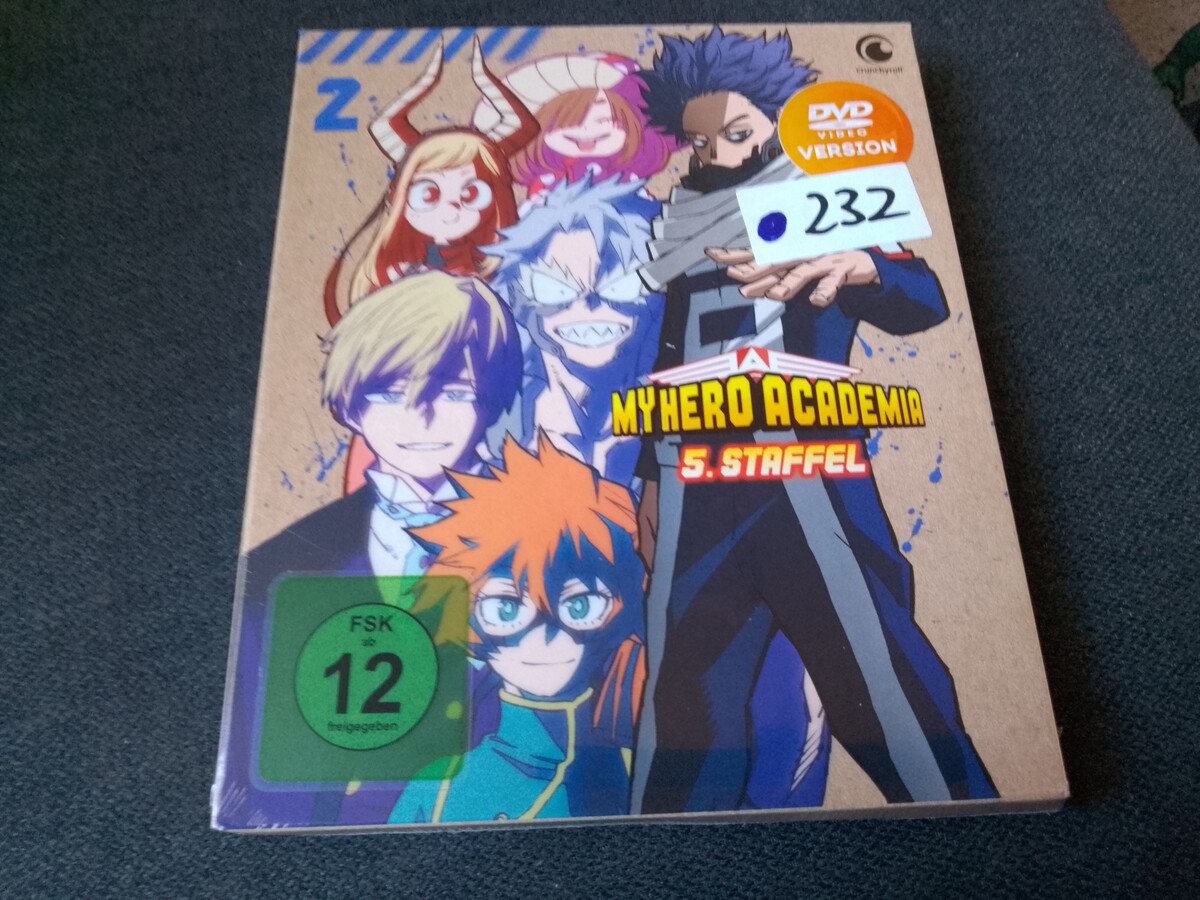 2
crunchyroll
DVD
VIDEO
VERSION
232
A
MY HERO ACADEMIA
5. STAFFEL
FSK
ab
12
freigegeben